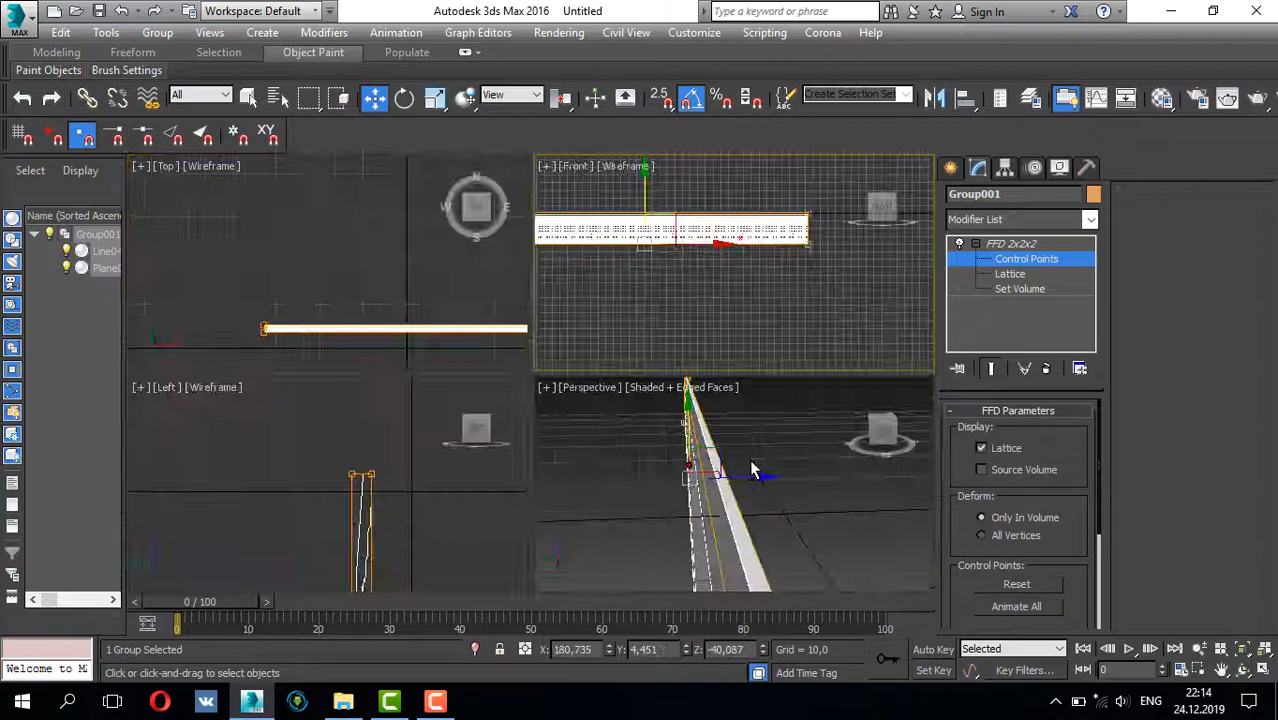 MAX
Workspace: Default
Autodesk 3ds Max 2016
Untitled
Type a keyword or phrase
Sign In
Edit
Tools
Group
Views
Create
Modifiers
Animation
Graph Editors
Rendering
Civil View
Customize
Scripting
Corona
Help
Modeling
Freeform
Selection
Object Paint
Populate
Paint Objects
Brush Settings
All
View
2.5
Create Selection Set
XY
Select
Display
Name (Sorted Ascen
Group001
Line04
Plane0
[+] [Top] [Wireframe]
[+] [Front] [Wireframe]
[+] [Left] [Wireframe]
[+] [Perspective] [Shaded + Edged Faces]
N
W
E
S
Group001
Modifier List
FFD 2x2x2
Control Points
Lattice
Set Volume
FFD Parameters
Display:
Lattice
Source Volume
Deform:
Only In Volume
All Vertices
Control Points:
Reset
Animate All
0 / 100
0
10
20
30
40
50
60
70
80
90
100
1 Group Selected
X: 180,735
Y: 4,451
Z: -40,087
Grid = 10,0
Auto Key
Selected
Welcome to M
Click or click-and-drag to select objects
Add Time Tag
Set Key
Key Filters...
0
ENG
22:14
24.12.2019